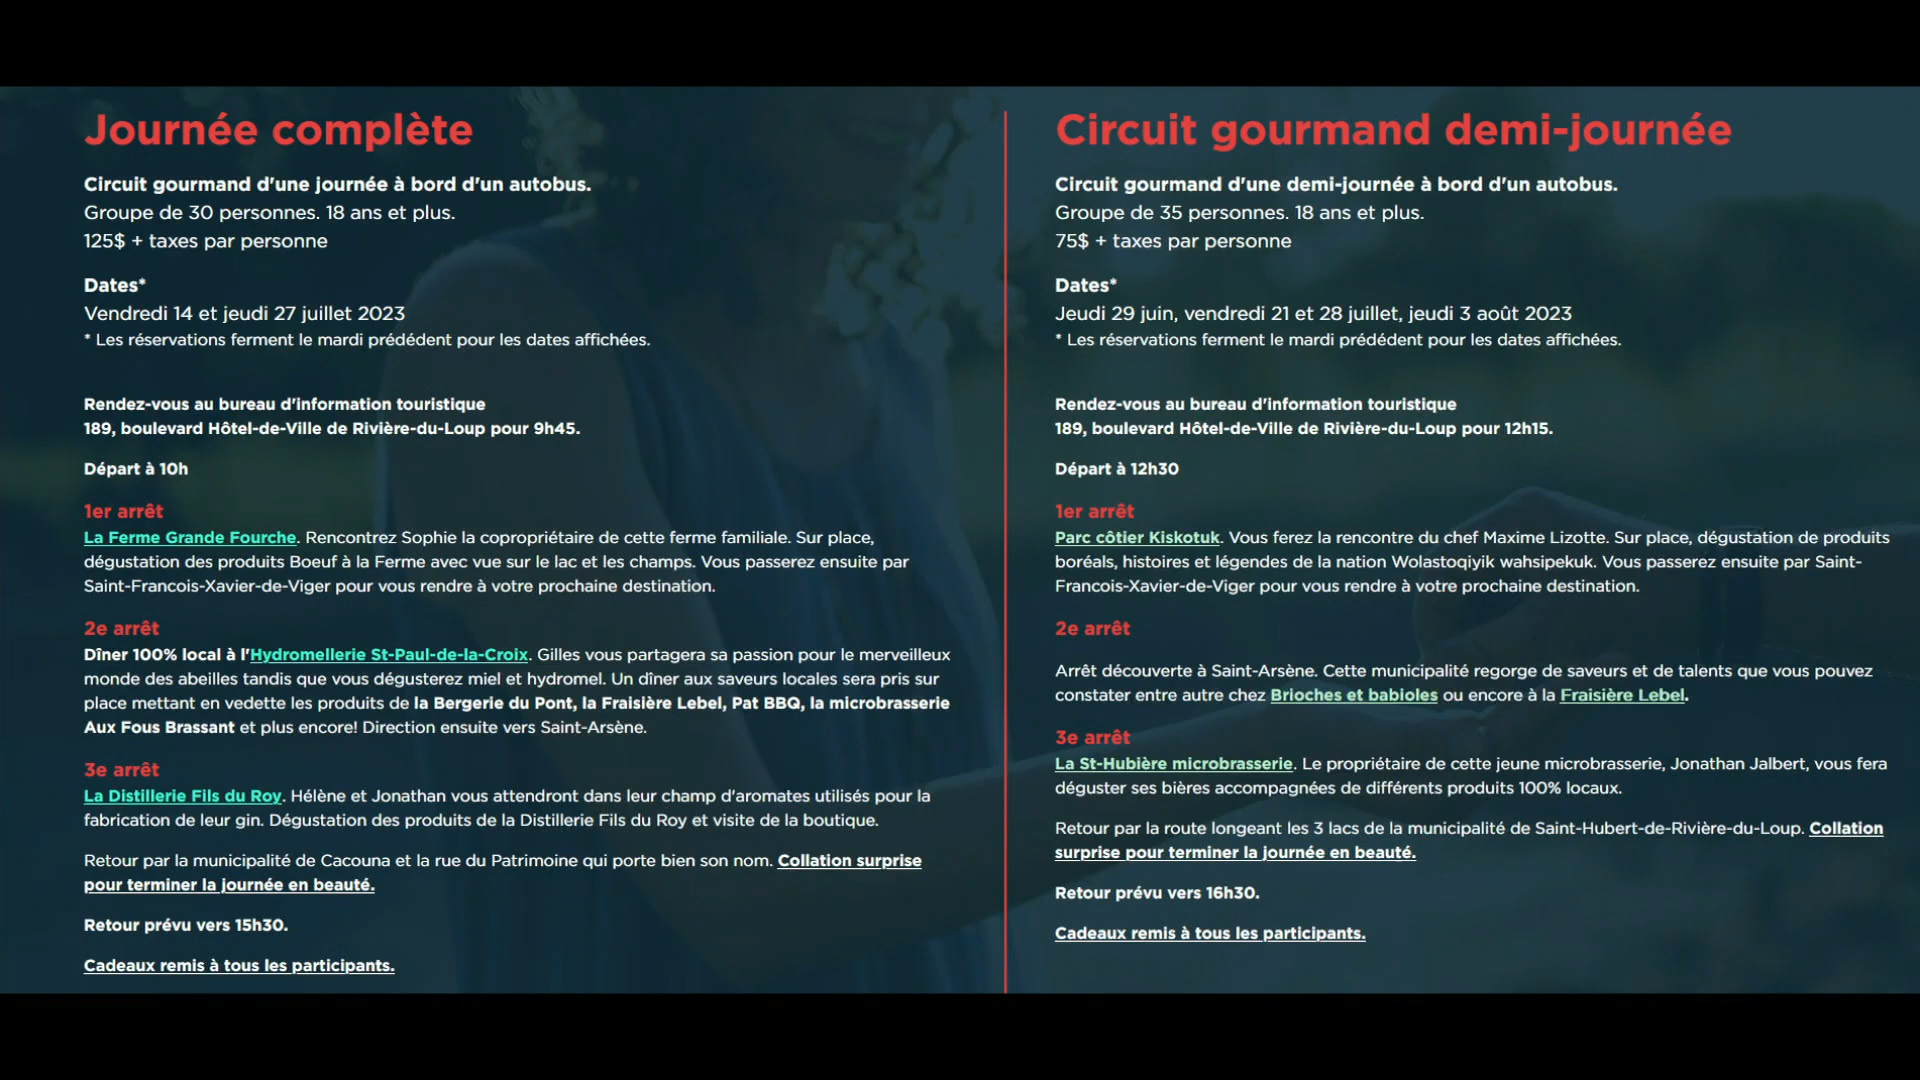 Journée complète
Circuit gourmand d'une journée à bord d'un autobus.
Groupe de 30 personnes. 18 ans et plus.
125$ + taxes par personne
Dates*
Vendredi 14 et jeudi 27 juillet 2023
* Les réservations ferment le mardi prédédent pour les dates affichées.
Rendez-vous au bureau d'information touristique
189, boulevard Hôtel-de-Ville de Rivière-du-Loup pour 9h45.
Départ à 10h
1er arrêt
La Ferme Grande Fourche. Rencontrez Sophie la copropriétaire de cette ferme familiale. Sur place,
dégustation des produits Boeuf à la Ferme avec vue sur le lac et les champs. Vous passerez ensuite par
Saint-Francois-Xavier-de-Viger pour vous rendre à votre prochaine destination.
2e arrêt
Dîner 100% local à l'Hydromellerie St-Paul-de-la-Croix. Gilles vous partagera sa passion pour le merveilleux
monde des abeilles tandis que vous dégusterez miel et hydromel. Un dîner aux saveurs locales sera pris sur
place mettant en vedette les produits de la Bergerie du Pont, la Fraisière Lebel, Pat BBQ, la microbrasserie
Aux Fous Brassant et plus encore! Direction ensuite vers Saint-Arsène.
3e arrêt
La Distillerie Fils du Roy. Hélène et Jonathan vous attendront dans leur champ d'aromates utilisés pour la
fabrication de leur gin. Dégustation des produits de la Distillerie Fils du Roy et visite de la boutique.
Retour par la municipalité de Cacouna et la rue du Patrimoine qui porte bien son nom. Collation surprise
pour terminer la journée en beauté.
Retour prévu vers 15h30.
Cadeaux remis à tous les participants.
Circuit gourmand demi-journée
Circuit gourmand d'une demi-journée à bord d'un autobus.
Groupe de 35 personnes. 18 ans et plus.
75$ + taxes par personne
Dates*
Jeudi 29 juin, vendredi 21 et 28 juillet, jeudi 3 août 2023
* Les réservations ferment le mardi prédédent pour les dates affichées.
Rendez-vous au bureau d'information touristique
189, boulevard Hôtel-de-Ville de Rivière-du-Loup pour 12h15.
Départ à 12h30
1er arrêt
Parc côtier Kiskotuk. Vous ferez la rencontre du chef Maxime Lizotte. Sur place, dégustation de produits
boréals, histoires et légendes de la nation Wolastoqiyik wahsipekuk. Vous passerez ensuite par Saint-
Francois-Xavier-de-Viger pour vous rendre à votre prochaine destination.
2e arrêt
Arrêt découverte à Saint-Arsène. Cette municipalité regorge de saveurs et de talents que vous pouvez
constater entre autre chez Brioches et babioles ou encore à la Fraisière Lebel.
3e arrêt
La St-Hubière microbrasserie. Le propriétaire de cette jeune microbrasserie, Jonathan Jalbert, vous fera
déguster ses bières accompagnées de différents produits 100% locaux.
Retour par la route longeant les 3 lacs de la municipalité de Saint-Hubert-de-Rivière-du-Loup. Collation
surprise pour terminer la journée en beauté.
Retour prévu vers 16h30.
Cadeaux remis à tous les participants.